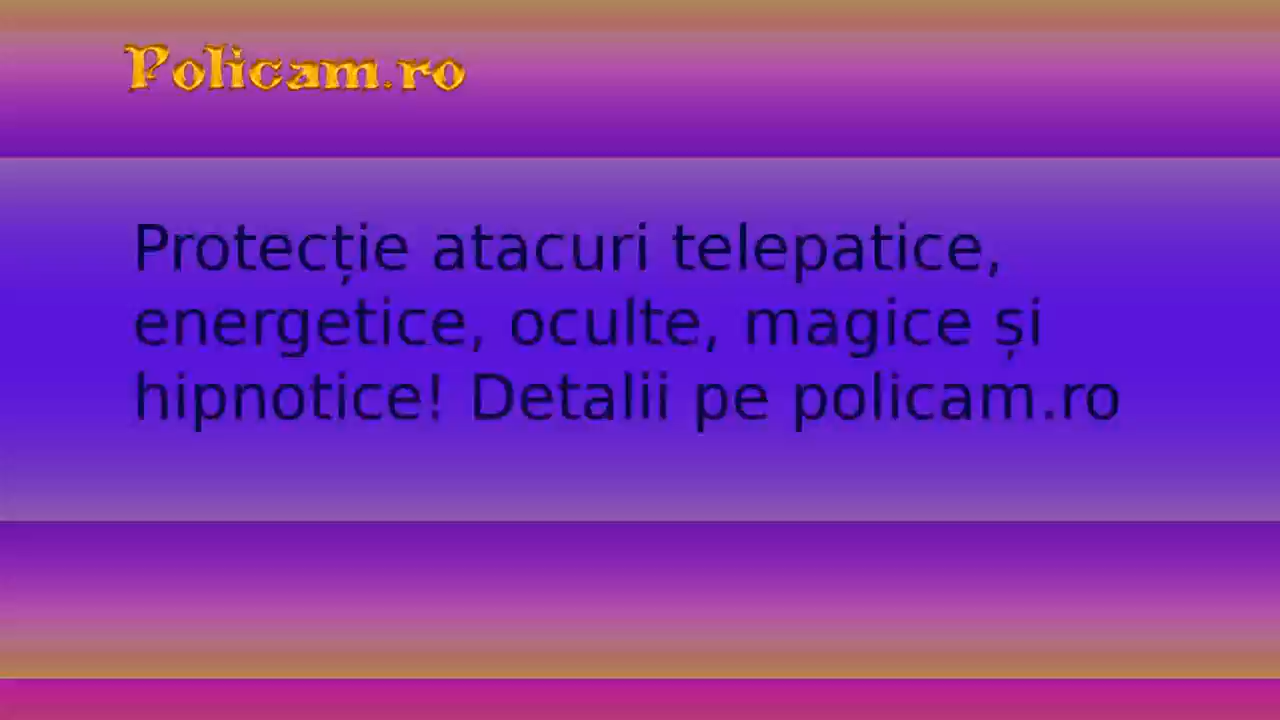 Policam.ro
Protecție atacuri telepatice,
energetice, oculte, magice și
hipnotice! Detalii pe policam.ro